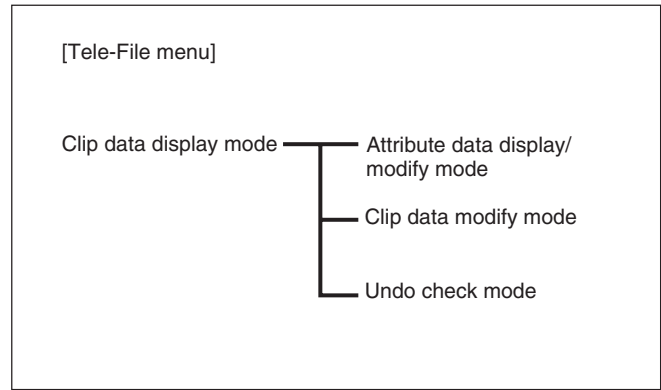 [Tele-File menu]
Clip data display mode
Attribute data display/
modify mode
Clip data modify mode
Undo check mode